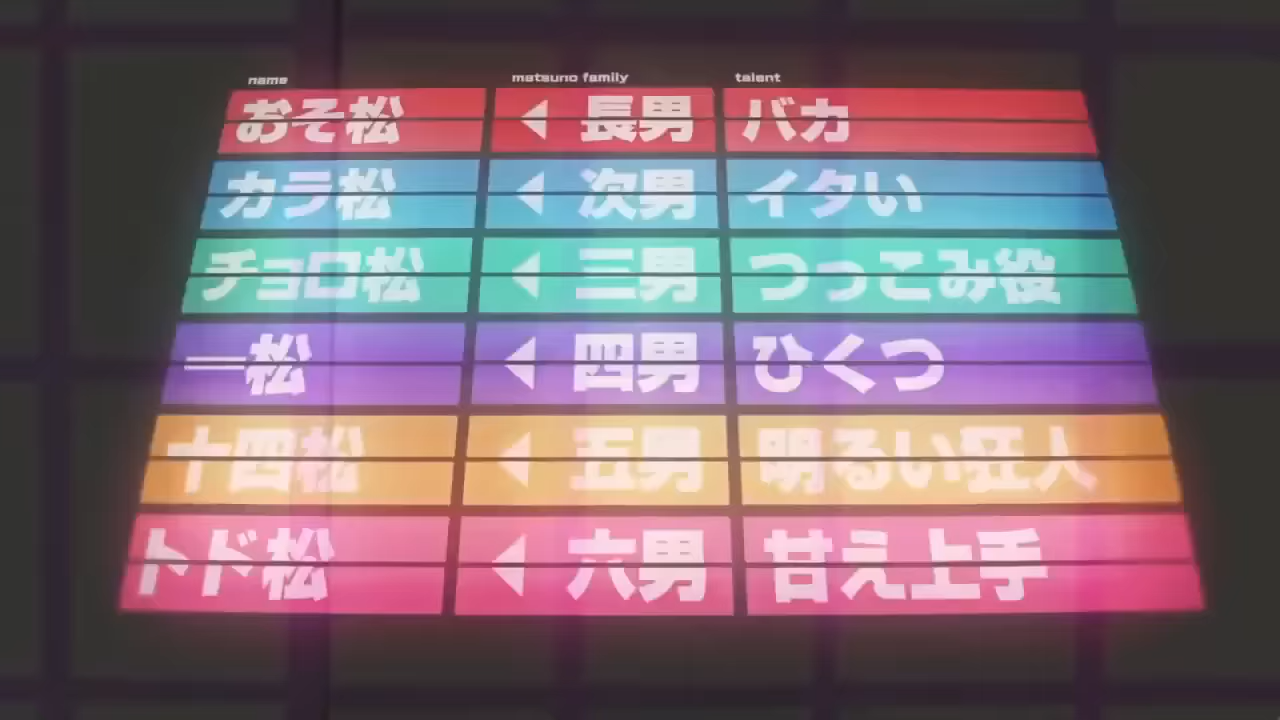 name matsuno family talent
おそ松 ◀ 長男 バカ
カラ松 ◀ 次男 イタい
チョロ松 ◀ 三男 つっこみ役
一松 ◀ 四男 ひくつ
十四松 ◀ 五男 明るい狂人
トド松 ◀ 六男 甘え上手